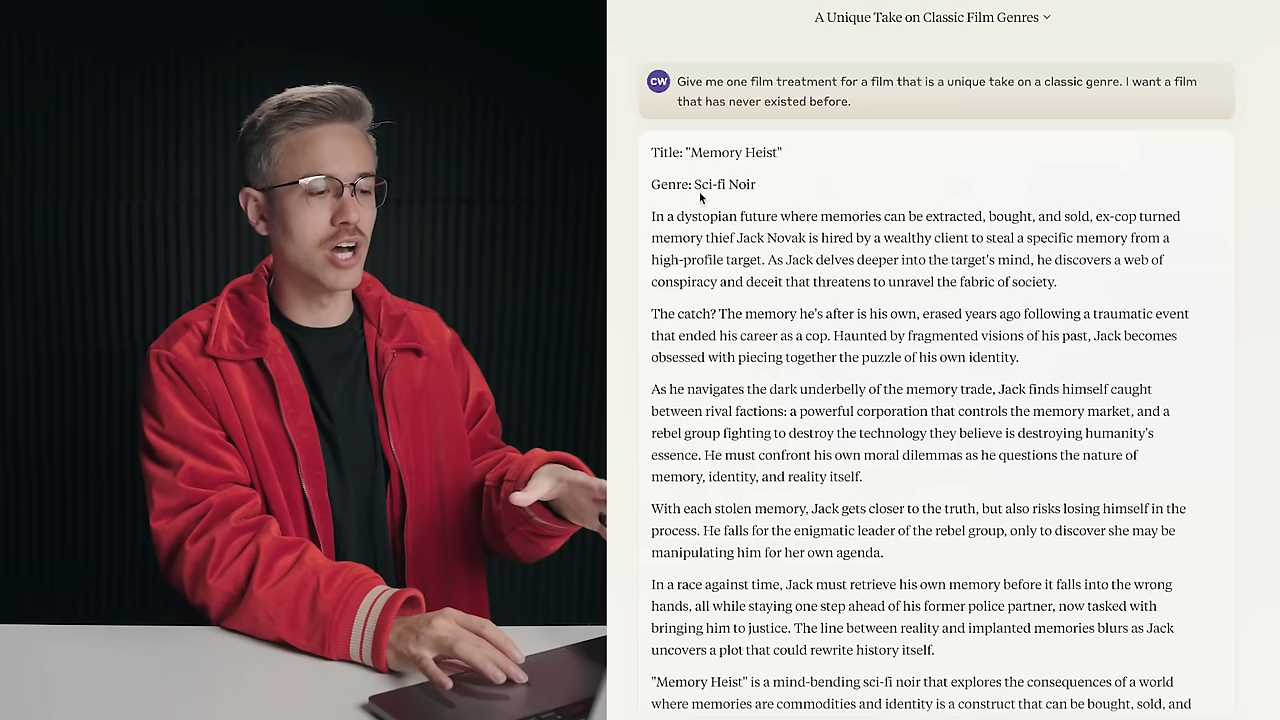 A Unique Take on Classic Film Genres
CW
Give me one film treatment for a film that is a unique take on a classic genre. I want a film
that has never existed before.
Title: "Memory Heist"
Genre: Sci-fi Noir
In a dystopian future where memories can be extracted, bought, and sold, ex-cop turned
memory thief Jack Novak is hired by a wealthy client to steal a specific memory from a
high-profile target. As Jack delves deeper into the target's mind, he discovers a web of
conspiracy and deceit that threatens to unravel the fabric of society.
The catch? The memory he's after is his own, erased years ago following a traumatic event
that ended his career as a cop. Haunted by fragmented visions of his past, Jack becomes
obsessed with piecing together the puzzle of his own identity.
As he navigates the dark underbelly of the memory trade, Jack finds himself caught
between rival factions: a powerful corporation that controls the memory market, and a
rebel group fighting to destroy the technology they believe is destroying humanity's
essence. He must confront his own moral dilemmas as he questions the nature of
memory, identity, and reality itself.
With each stolen memory, Jack gets closer to the truth, but also risks losing himself in the
process. He falls for the enigmatic leader of the rebel group, only to discover she may be
manipulating him for her own agenda.
In a race against time, Jack must retrieve his own memory before it falls into the wrong
hands, all while staying one step ahead of his former police partner, now tasked with
bringing him to justice. The line between reality and implanted memories blurs as Jack
uncovers a plot that could rewrite history itself.
"Memory Heist" is a mind-bending sci-fi noir that explores the consequences of a world
where memories are commodities and identity is a construct that can be bought, sold, and